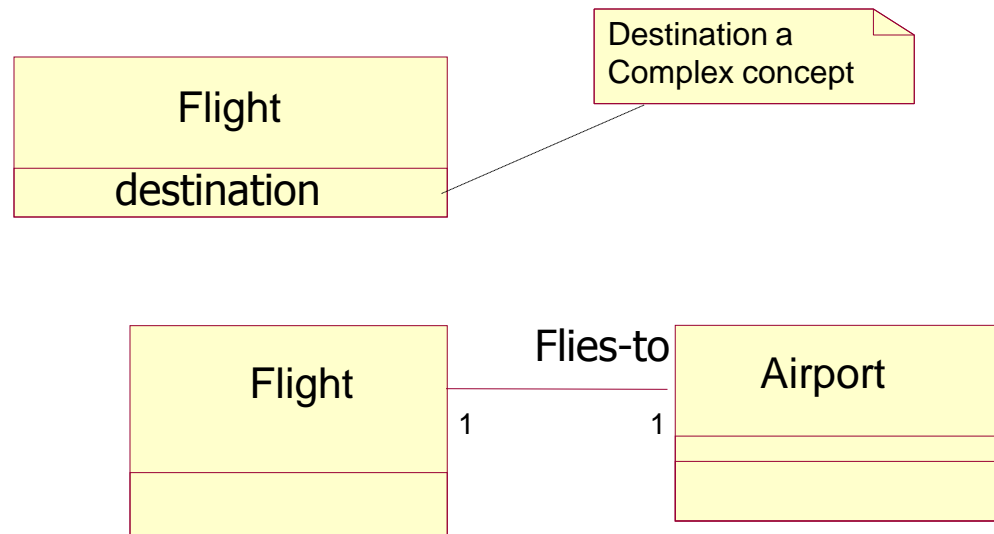 Destination a
Complex concept
Flight
destination
Flies-to
Flight
Airport
1
1